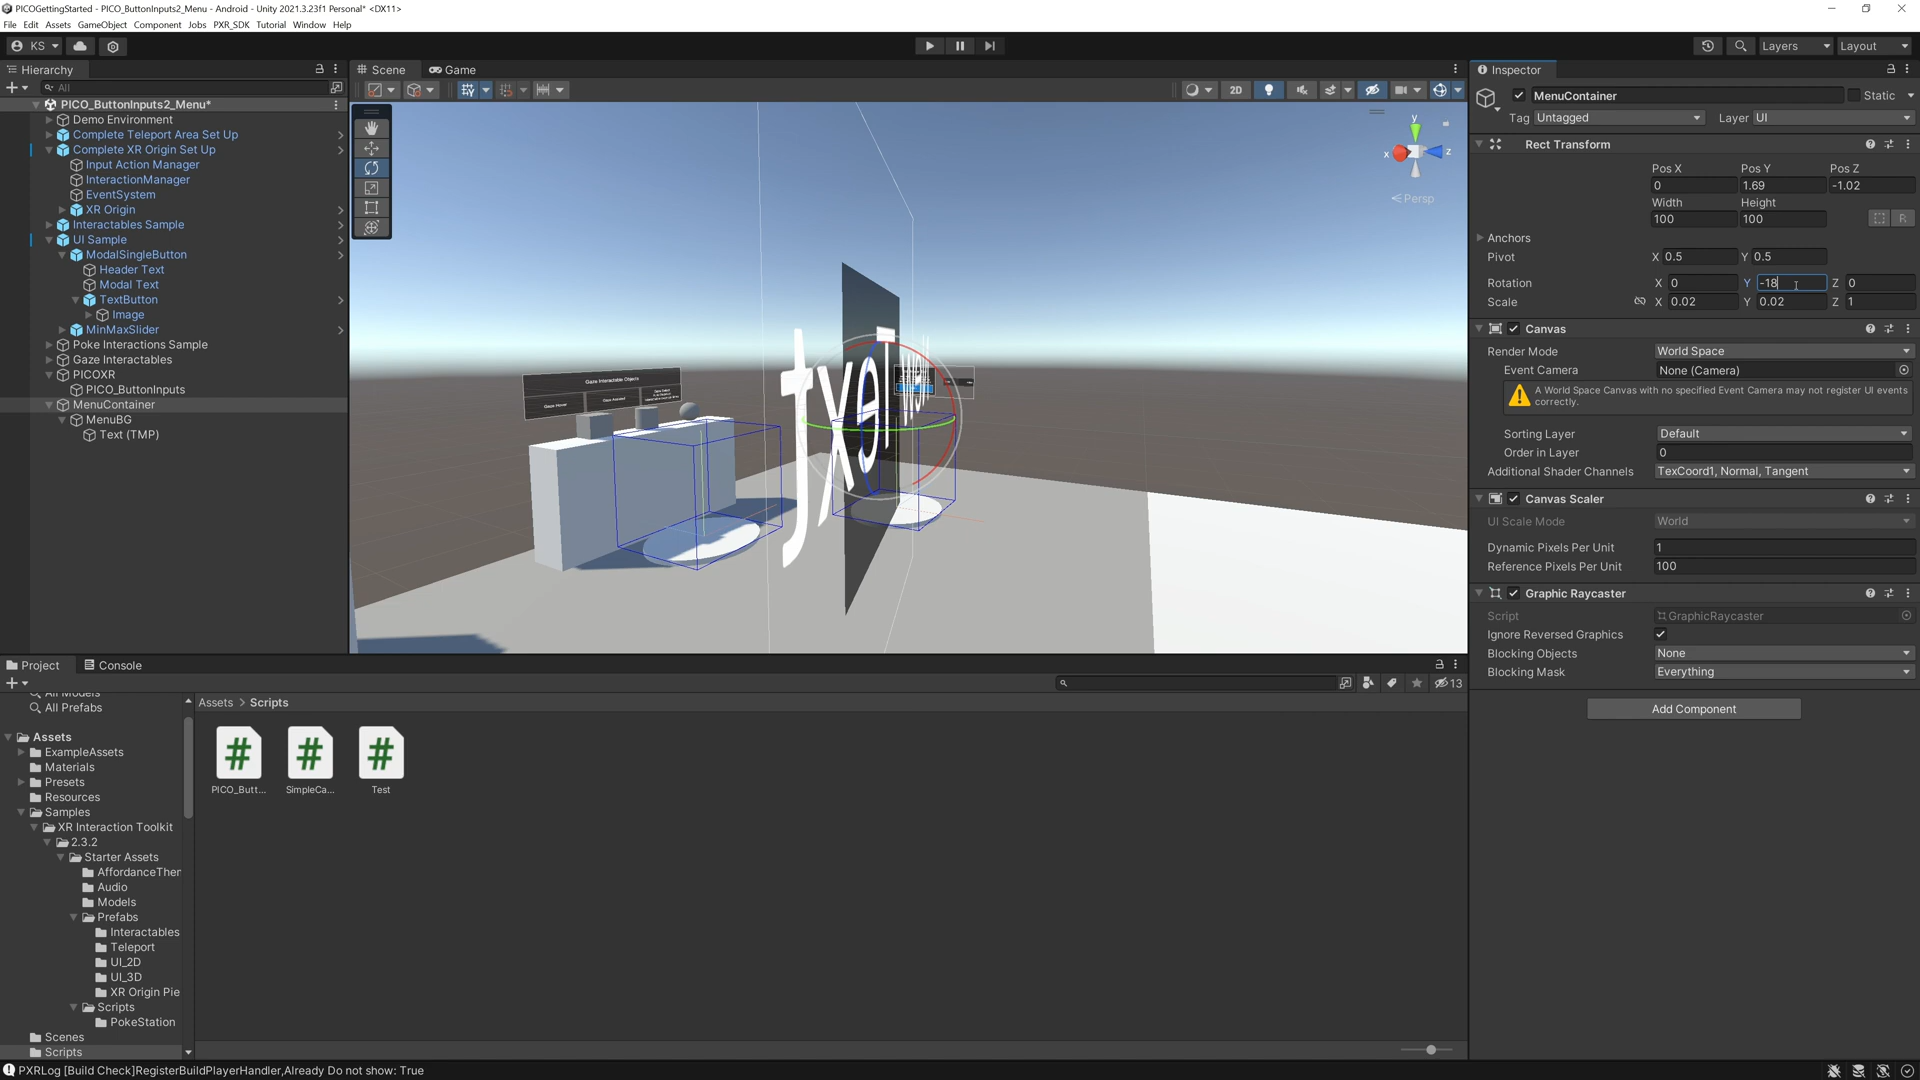 PICOGettingStarted - PICO_ButtonInputs2_Menu - Android - Unity 2021.3.23f1 Personal* <DX11>
File Edit Assets GameObject Component Jobs PXR_SDK Tutorial Window Help
KS
Layers
Layout
Hierarchy
All
PICO_ButtonInputs2_Menu*
Demo Environment
Complete Teleport Area Set Up
Complete XR Origin Set Up
Input Action Manager
InteractionManager
EventSystem
XR Origin
Interactables Sample
UI Sample
ModalSingleButton
Header Text
Modal Text
TextButton
Image
MinMaxSlider
Poke Interactions Sample
Gaze Interactables
PICOXR
PICO_ButtonInputs
MenuContainer
MenuBG
Text (TMP)
Scene
Game
2D
y
x
z
Persp
Gaze Interactable Objects
Inspector
MenuContainer
Static
Tag Untagged
Layer UI
Rect Transform
Pos X Pos Y Pos Z
0 1.69 -1.02
Width Height
100 100
R
Anchors
Pivot X 0.5 Y 0.5
Rotation X 0 Y -18 Z 0
Scale X 0.02 Y 0.02 Z 1
Canvas
Render Mode World Space
Event Camera None (Camera)
A World Space Canvas with no specified Event Camera may not register UI events
correctly.
Sorting Layer Default
Order in Layer 0
Additional Shader Channels TexCoord1, Normal, Tangent
Canvas Scaler
UI Scale Mode World
Dynamic Pixels Per Unit 1
Reference Pixels Per Unit 100
Graphic Raycaster
Script GraphicRaycaster
Ignore Reversed Graphics
Blocking Objects None
Blocking Mask Everything
Add Component
Project
Console
13
All Models
All Prefabs
Assets
ExampleAssets
Materials
Presets
Resources
Samples
XR Interaction Toolkit
2.3.2
Starter Assets
AffordanceTher
Audio
Models
Prefabs
Interactables
Teleport
UI_2D
UI_3D
XR Origin Pie
Scripts
PokeStation
Scenes
Scripts
Assets > Scripts
PICO_Butt...
SimpleCa...
Test
PXRLog [Build Check]RegisterBuildPlayerHandler,Already Do not show: True